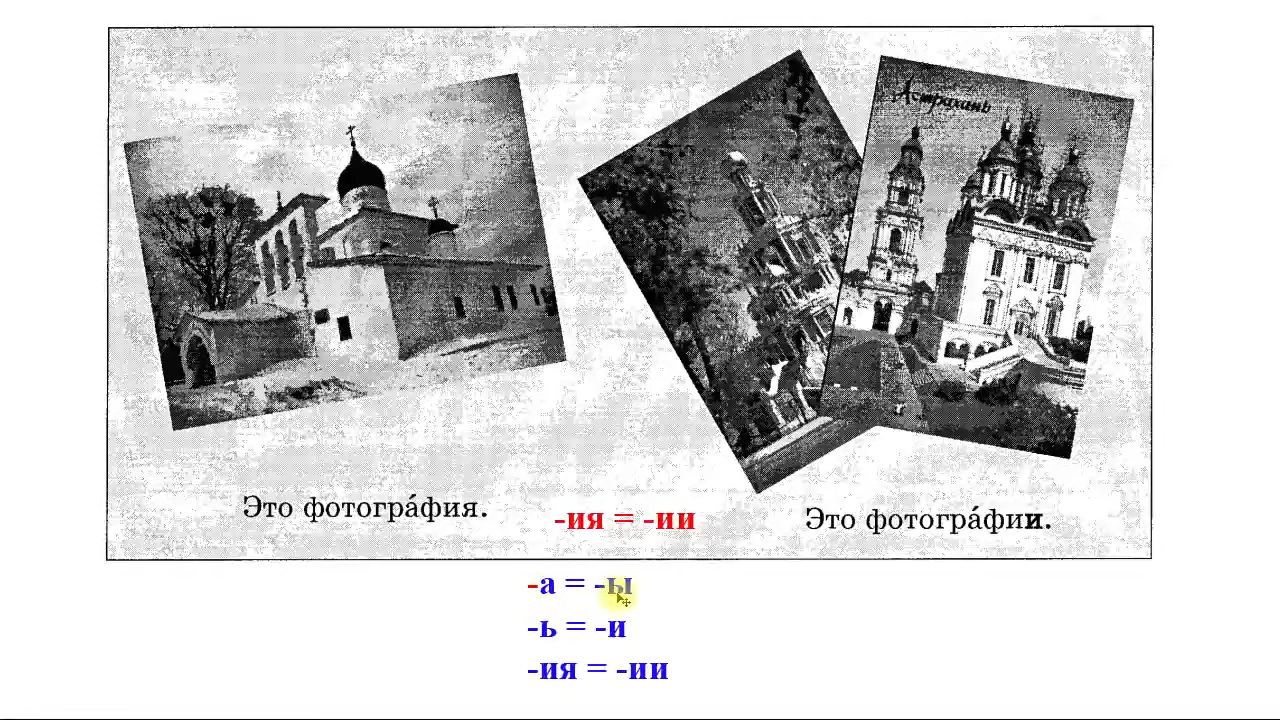 Астрахань
Это фотогра́фия.
-ия = -ии
Это фотогра́фии.
-а = -ы
-ь = -и
-ия = -ии